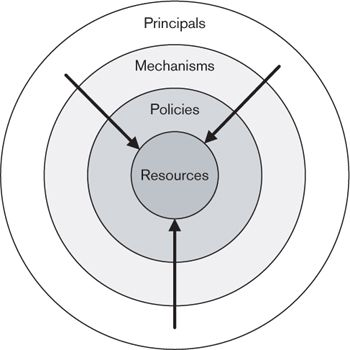 Principals
Mechanisms
Policies
Resources